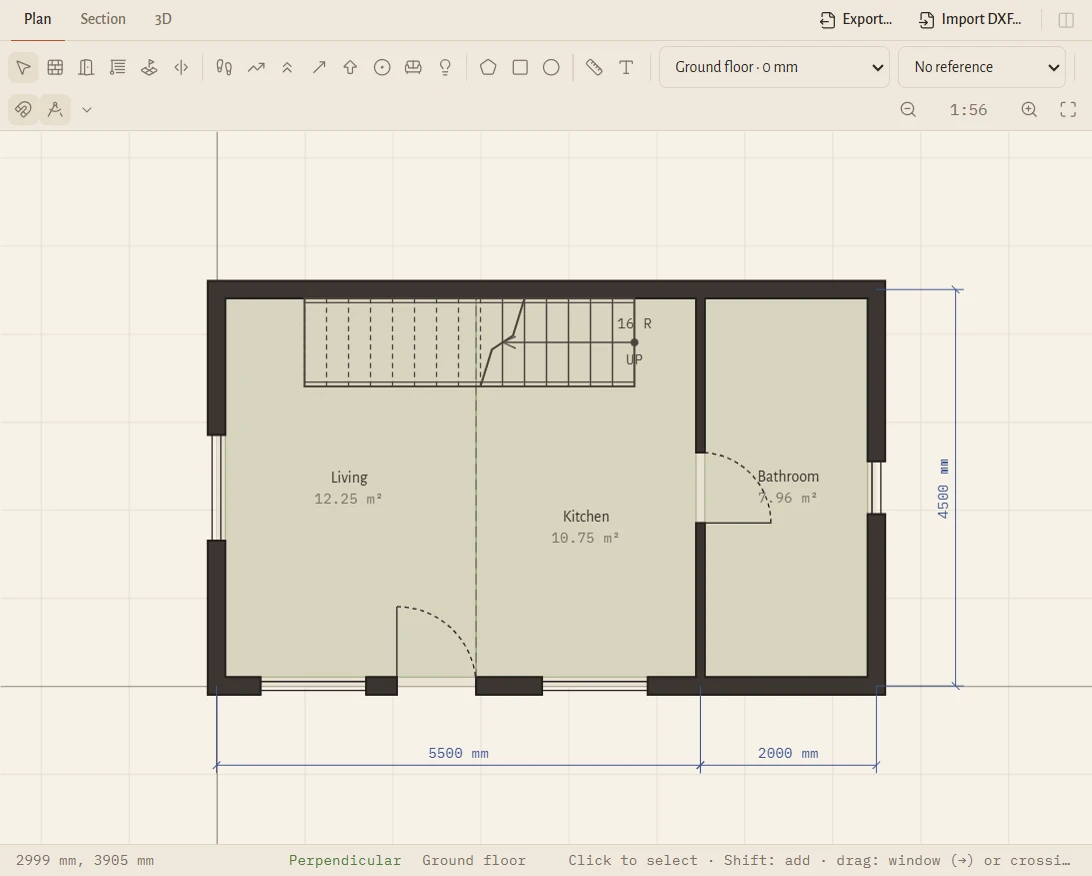 Plan Section 3D Export... Import DXF...
Ground floor · 0 mm No reference
1:56
16 R
UP
Living
12.25 m²
Kitchen
10.75 m²
Bathroom
7.96 m²
4500 mm
5500 mm 2000 mm
2999 mm, 3905 mm Perpendicular Ground floor Click to select · Shift: add · drag: window (→) or crossi…